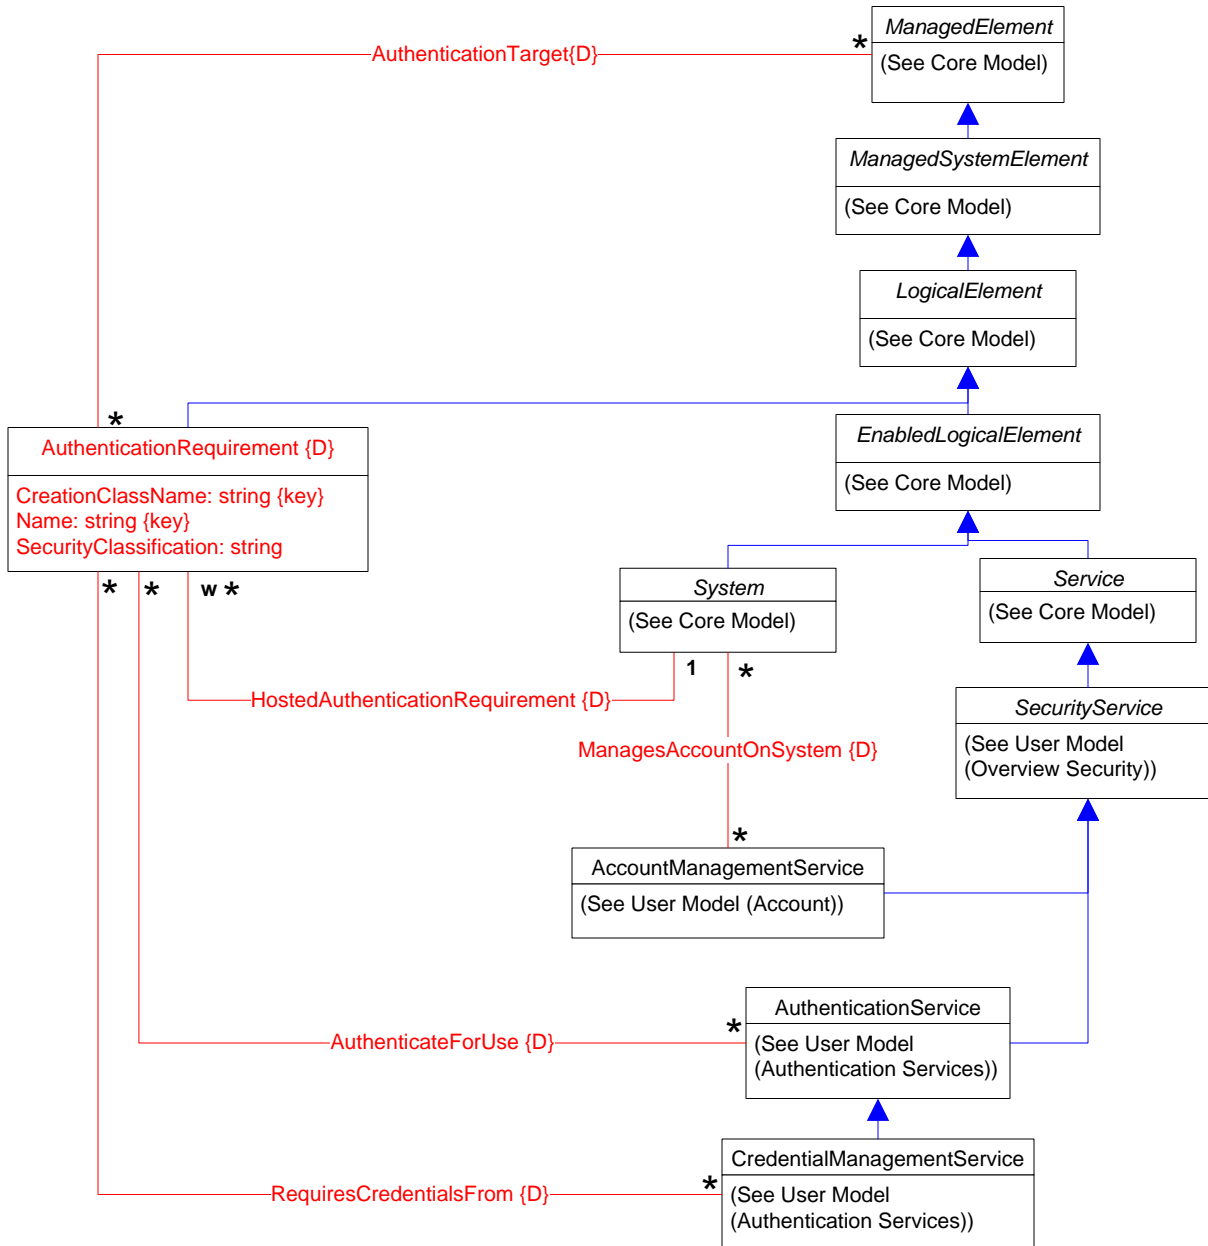 ManagedElement
(See Core Model)
*
AuthenticationTarget{D}
*
ManagedSystemElement
(See Core Model)
LogicalElement
(See Core Model)
AuthenticationRequirement {D}
CreationClassName: string {key}
Name: string {key}
SecurityClassification: string
EnabledLogicalElement
(See Core Model)
* * w *
System
(See Core Model)
Service
(See Core Model)
1 *
HostedAuthenticationRequirement {D}
SecurityService
(See User Model
(Overview Security))
ManagesAccountOnSystem {D}
*
AccountManagementService
(See User Model (Account))
AuthenticationService
(See User Model
(Authentication Services))
AuthenticateForUse {D}
*
CredentialManagementService
(See User Model
(Authentication Services))
RequiresCredentialsFrom {D}
*